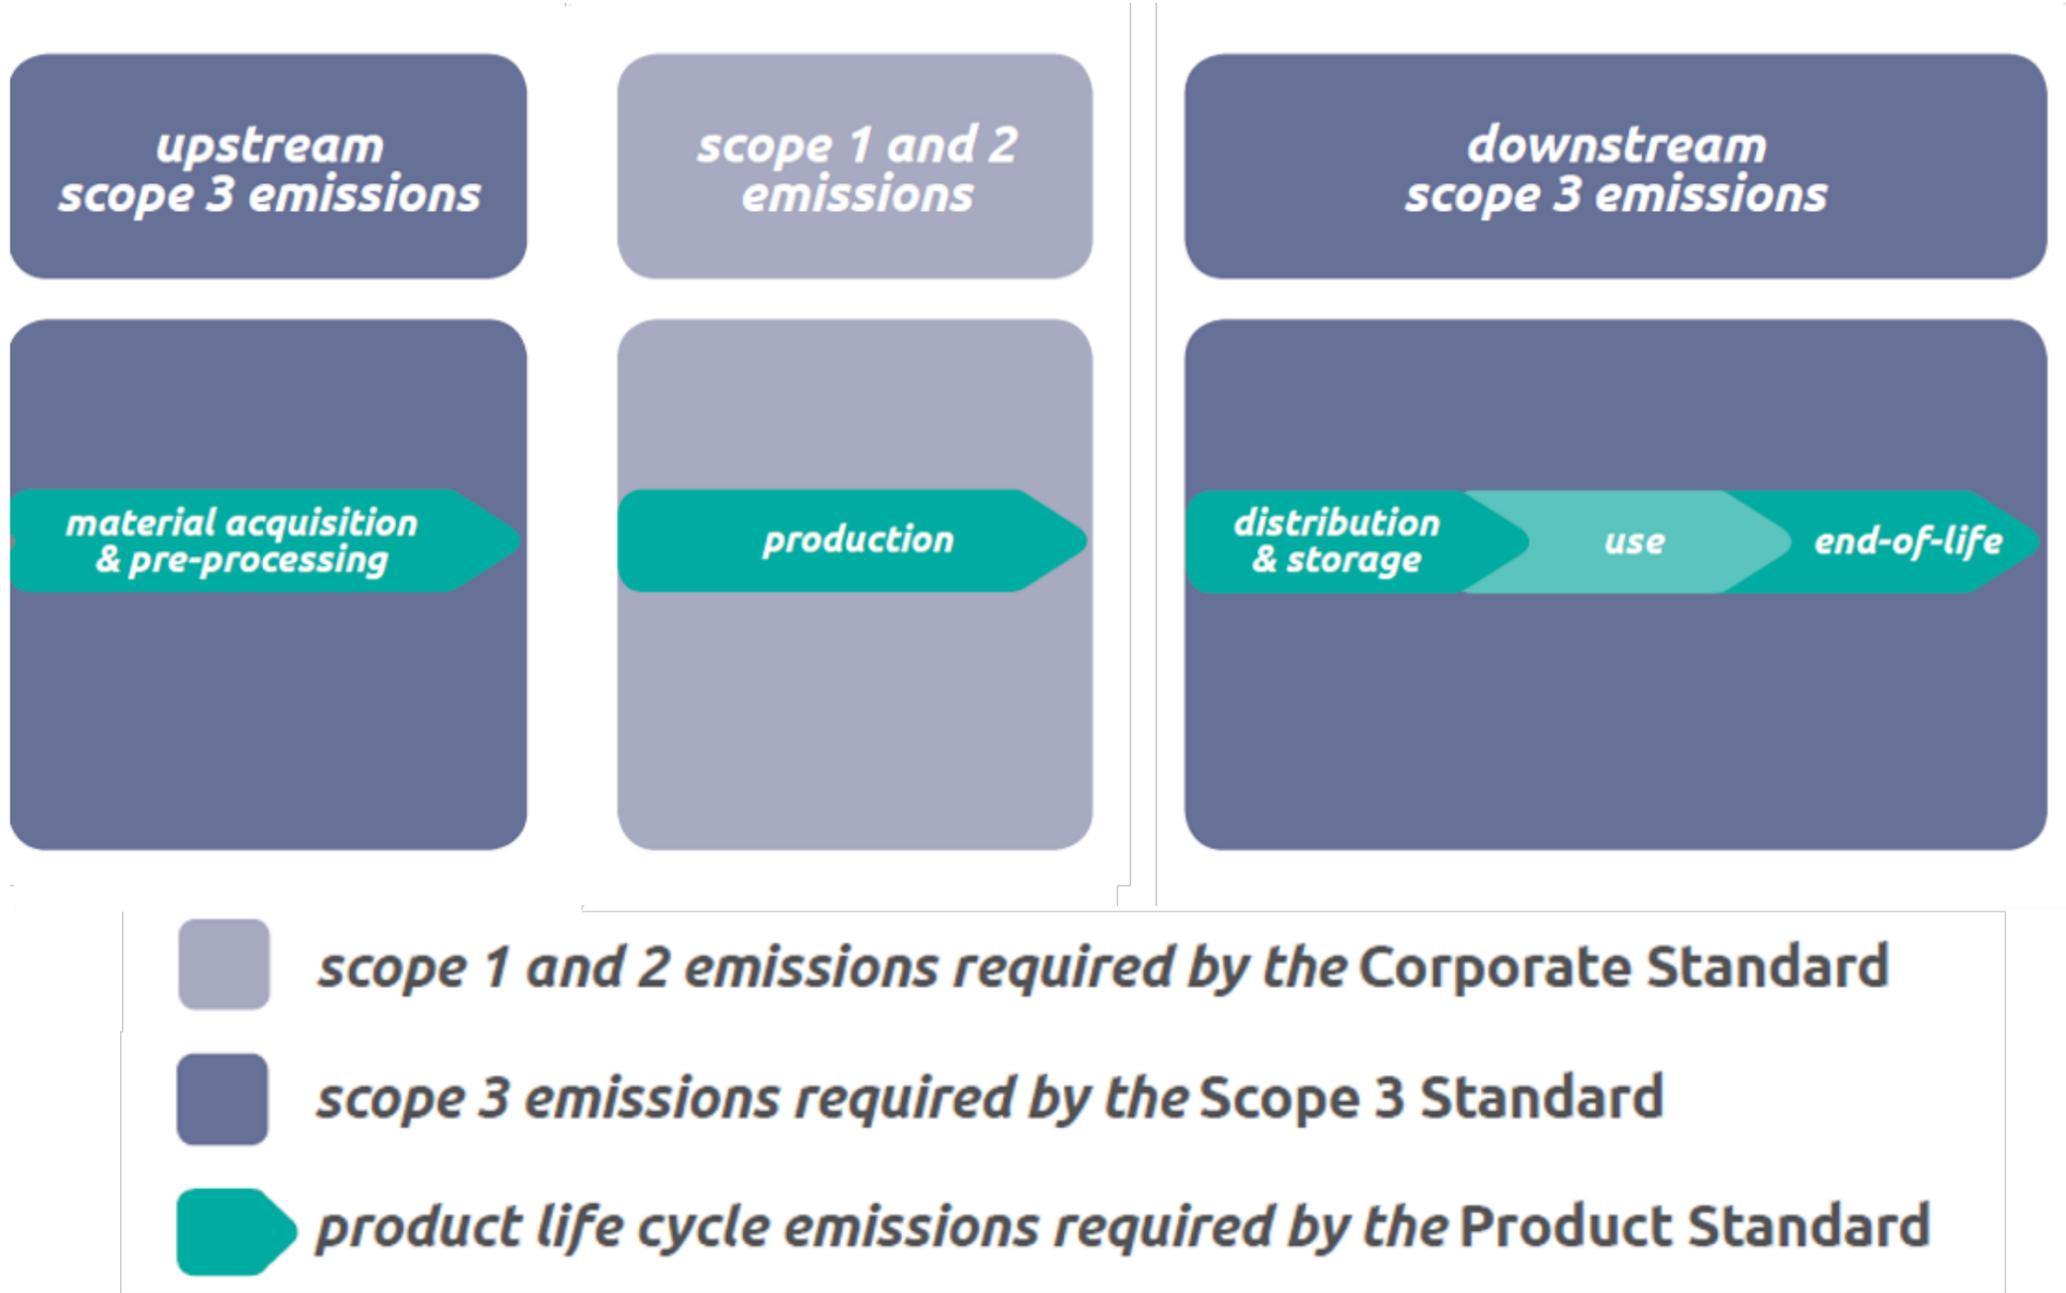 upstream
scope 3 emissions
scope 1 and 2
emissions
downstream
scope 3 emissions
material acquisition
& pre-processing
production
distribution
& storage
use
end-of-life
scope 1 and 2 emissions required by the Corporate Standard
scope 3 emissions required by the Scope 3 Standard
product life cycle emissions required by the Product Standard